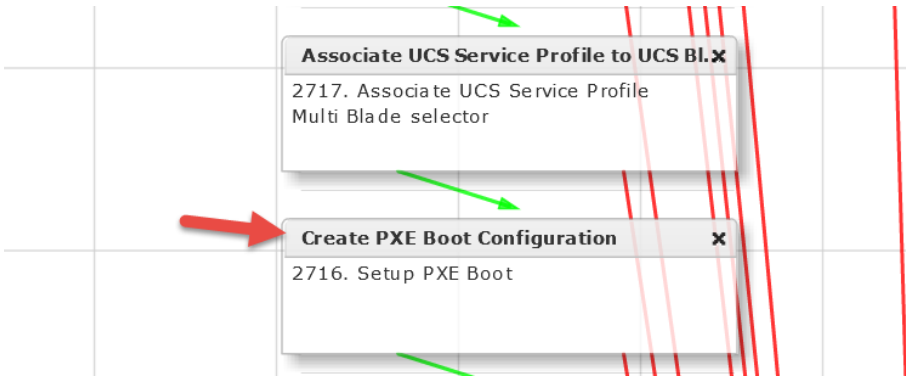 Associate UCS Service Profile to UCS Bl.
2717. Associate UCS Service Profile
Multi Blade selector
Create PXE Boot Configuration
2716. Setup PXE Boot